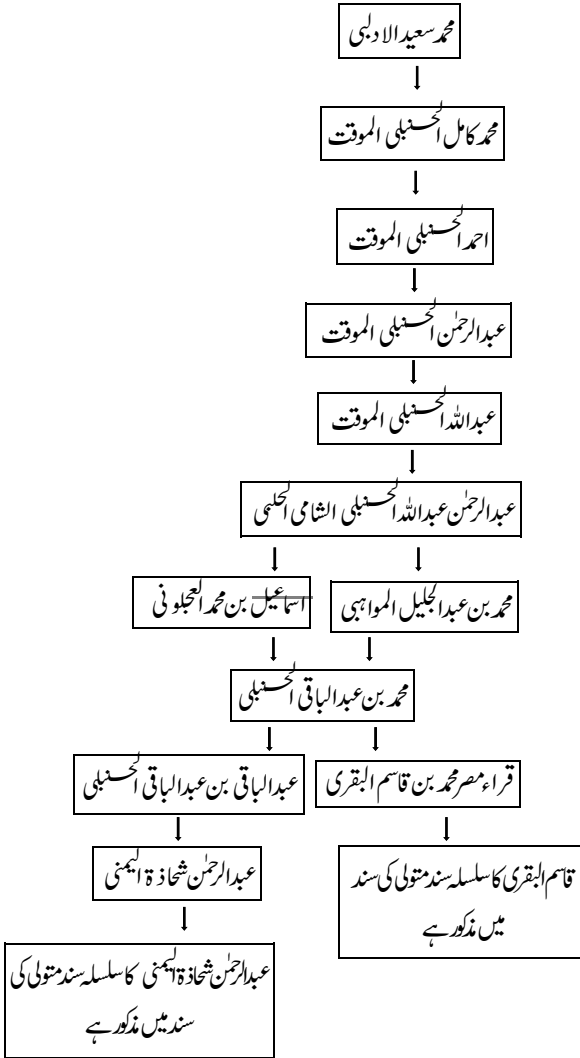 محمد سعید الادلبی
محمد کامل الحنبلی الموقت
احمد الحنبلی الموقت
عبدالرحمٰن الحنبلی الموقت
عبداللہ الحنبلی الموقت
عبدالرحمٰن عبداللہ الحنبلی الشامی الحلبی
محمد بن عبدالجلیل المواہبی
اسماعیل بن محمد العجلونی
محمد بن عبدالباقی الحنبلی
قراء مصر محمد بن قاسم البقری
عبدالباقی بن عبدالباقی الحنبلی
عبدالرحمٰن شحاذۃ الیمنی
قاسم البقری کا سلسلہ سند متولی کی سند
میں مذکور ہے
عبدالرحمٰن شحاذۃ الیمنی کا سلسلہ سند متولی کی
سند میں مذکور ہے